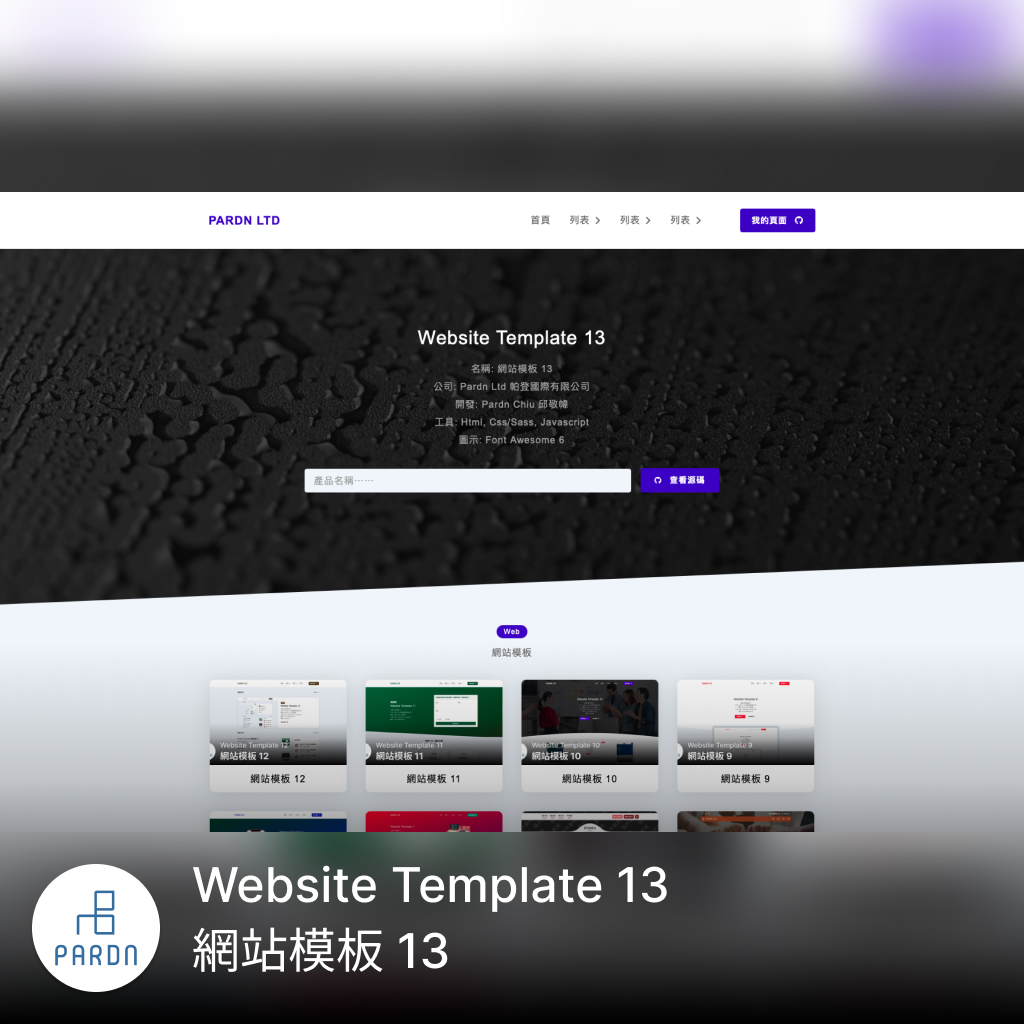 PARDN LTD
首頁 列表 列表 列表 我的頁面
Website Template 13
名稱: 網站模板 13
公司: Pardn Ltd 帕登國際有限公司
開發: Pardn Chiu 邱敬幃
工具: Html, Css/Sass, Javascript
圖示: Font Awesome 6
產品名稱⋯⋯ 查看源碼
Web
網站模板
Website Template 12
網站模板 12
網站模板 12
Website Template 11
網站模板 11
網站模板 11
Website Template 10
網站模板 10
網站模板 10
Website Template 9
網站模板 9
網站模板 9
PARDN
Website Template 13
網站模板 13